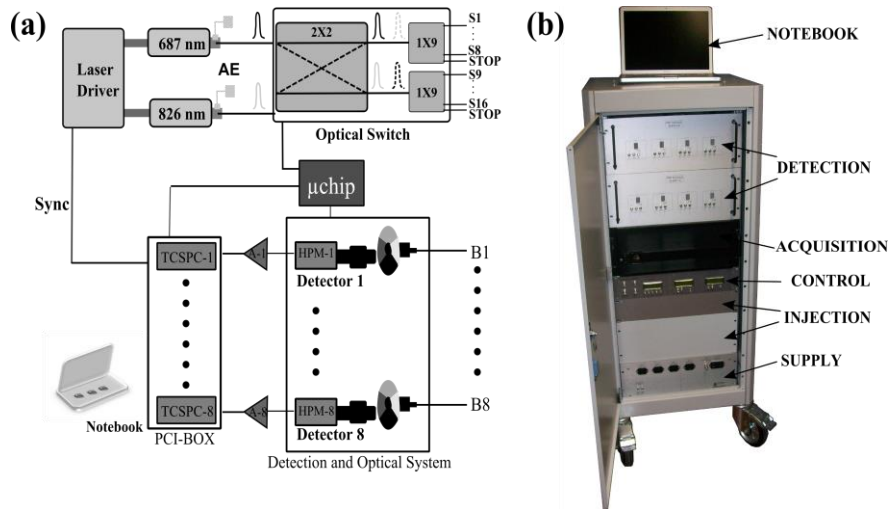 (a)
Laser
Driver
687 nm
826 nm
AE
2X2
1X9
1X9
S1
S8
STOP
S9
S16
STOP
Optical Switch
Sync
µchip
TCSPC-1
A-1
HPM-1
Detector 1
B1
TCSPC-8
A-8
HPM-8
Detector 8
B8
Notebook
PCI-BOX
Detection and Optical System
(b)
NOTEBOOK
DETECTION
ACQUISITION
CONTROL
INJECTION
SUPPLY